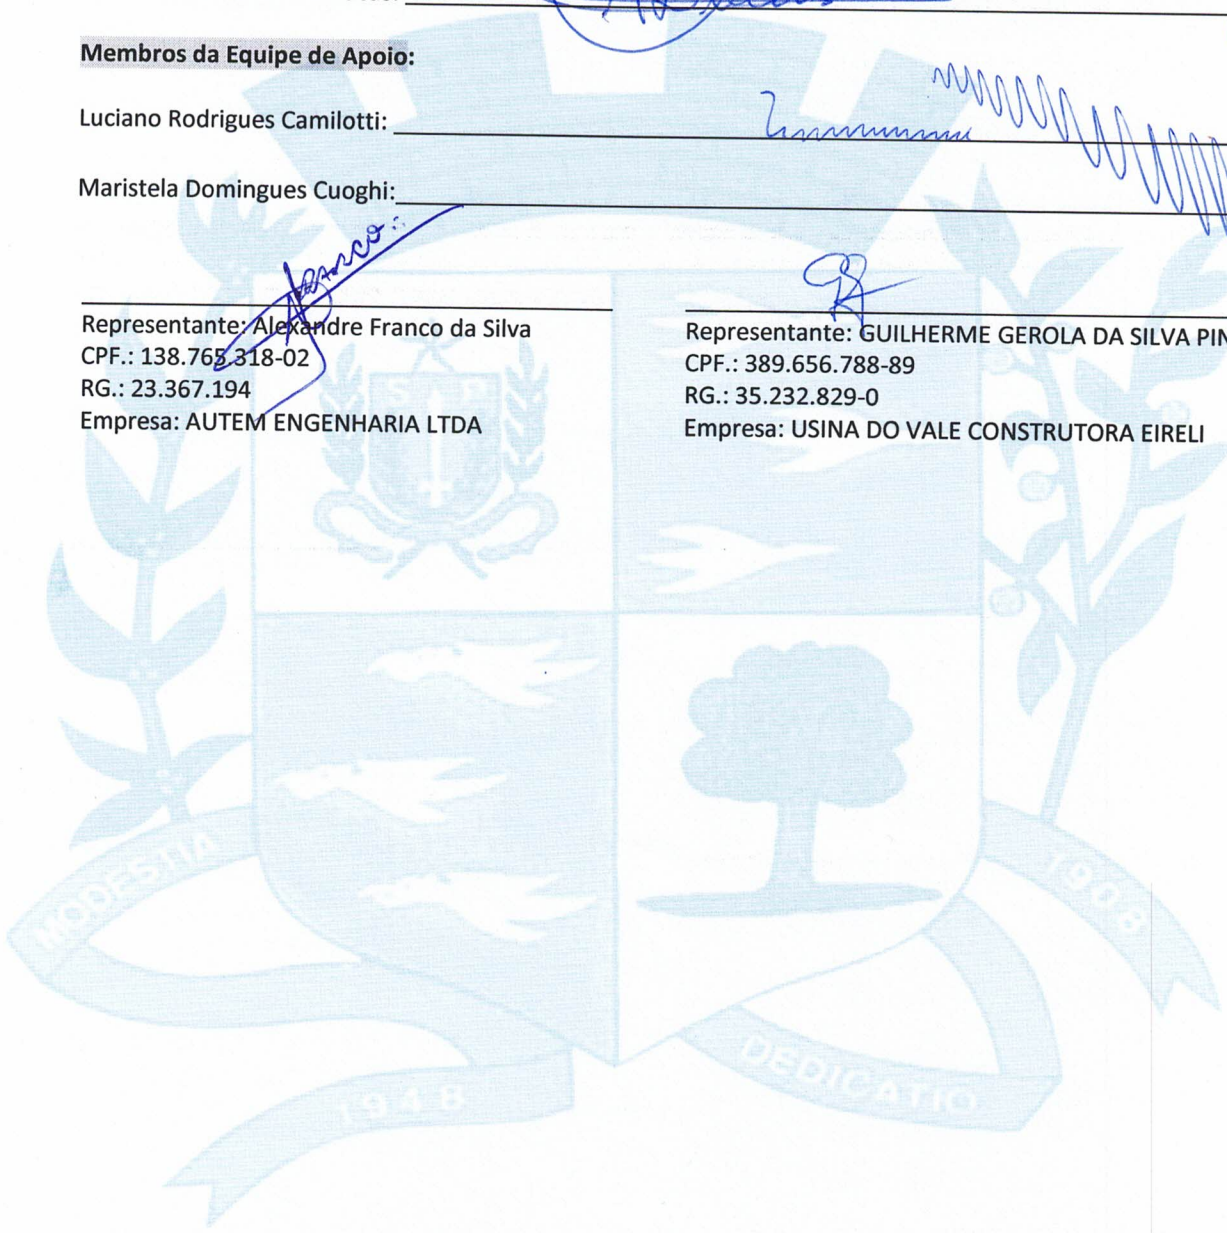 Membros da Equipe de Apoio:
Luciano Rodrigues Camilotti:
Maristela Domingues Cuoghi:
FRANCO
Representante: Alexandre Franco da Silva
CPF.: 138.765.318-02
RG.: 23.367.194
Empresa: AUTEM ENGENHARIA LTDA
Representante: GUILHERME GEROLA DA SILVA PIN
CPF.: 389.656.788-89
RG.: 35.232.829-0
Empresa: USINA DO VALE CONSTRUTORA EIRELI
S P
MODESTIA
1908
DEDICATIO
1948